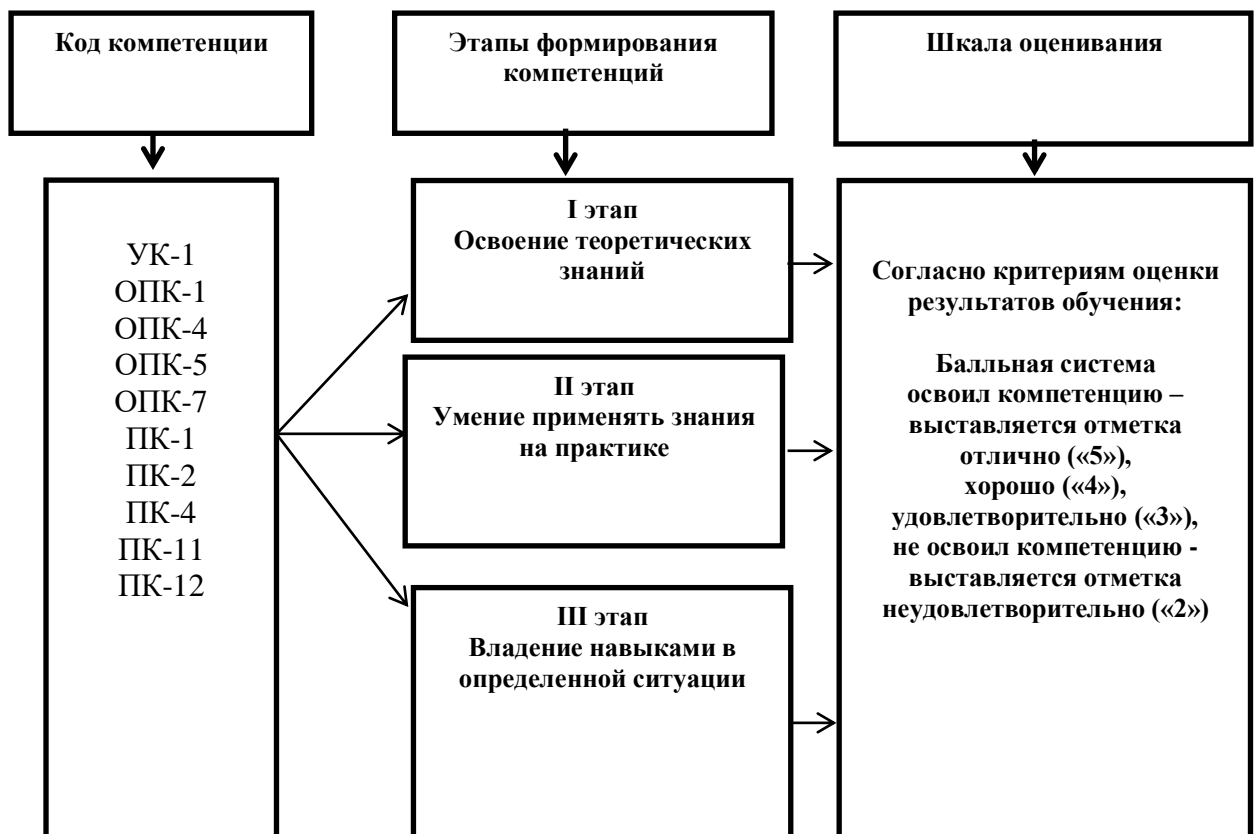 Код компетенции
Этапы формирования
компетенций
Шкала оценивания
УК-1
ОПК-1
ОПК-4
ОПК-5
ОПК-7
ПК-1
ПК-2
ПК-4
ПК-11
ПК-12
I этап
Освоение теоретических
знаний
II этап
Умение применять знания
на практике
III этап
Владение навыками в
определенной ситуации
Согласно критериям оценки
результатов обучения:
Балльная система
освоил компетенцию –
выставляется отметка
отлично («5»),
хорошо («4»),
удовлетворительно («3»),
не освоил компетенцию -
выставляется отметка
неудовлетворительно («2»)